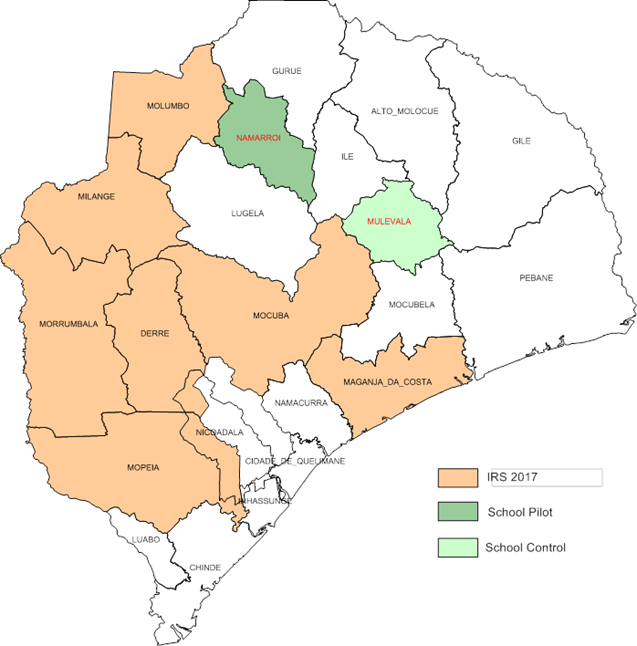 GURUE
MOLUMBO
ALTO_MOLOCUE
NAMARROI
GILE
ILE
MILANGE
LUGELA
MULEVALA
PEBANE
MOCUBELA
MOCUBA
MORRUMBALA
DERRE
MAGANJA_DA_COSTA
NAMACURRA
NICOADALA
CIDADE_DE_QUELIMANE
MOPEIA
IRS 2017
INHASSUNGE
School Pilot
LUABO
School Control
CHINDE